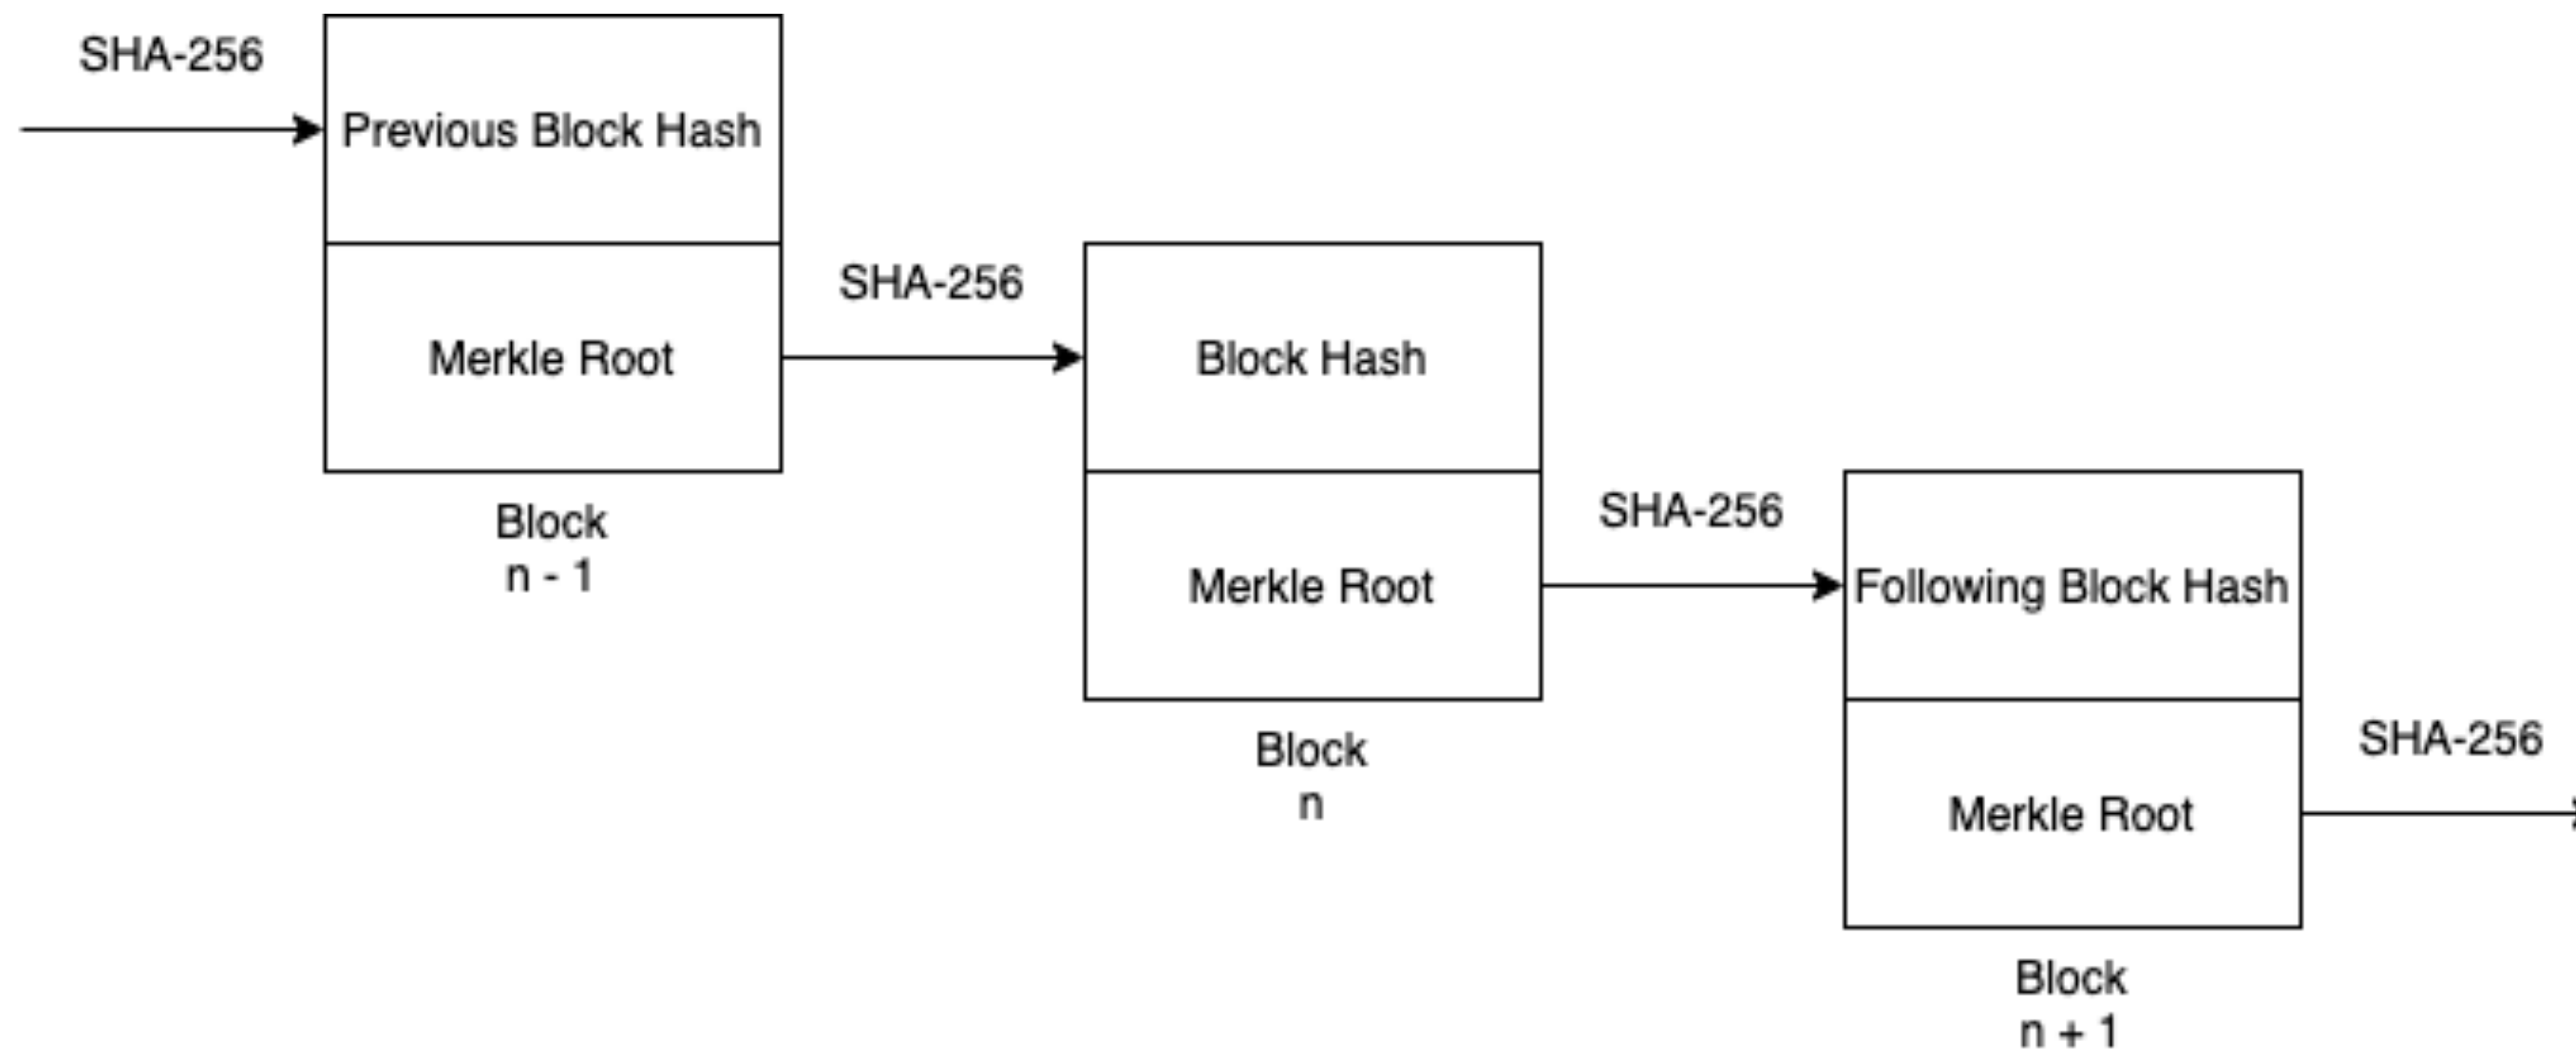 SHA-256
Previous Block Hash
Merkle Root
Block
n - 1
SHA-256
Block Hash
Merkle Root
Block
n
SHA-256
Following Block Hash
Merkle Root
Block
n + 1
SHA-256